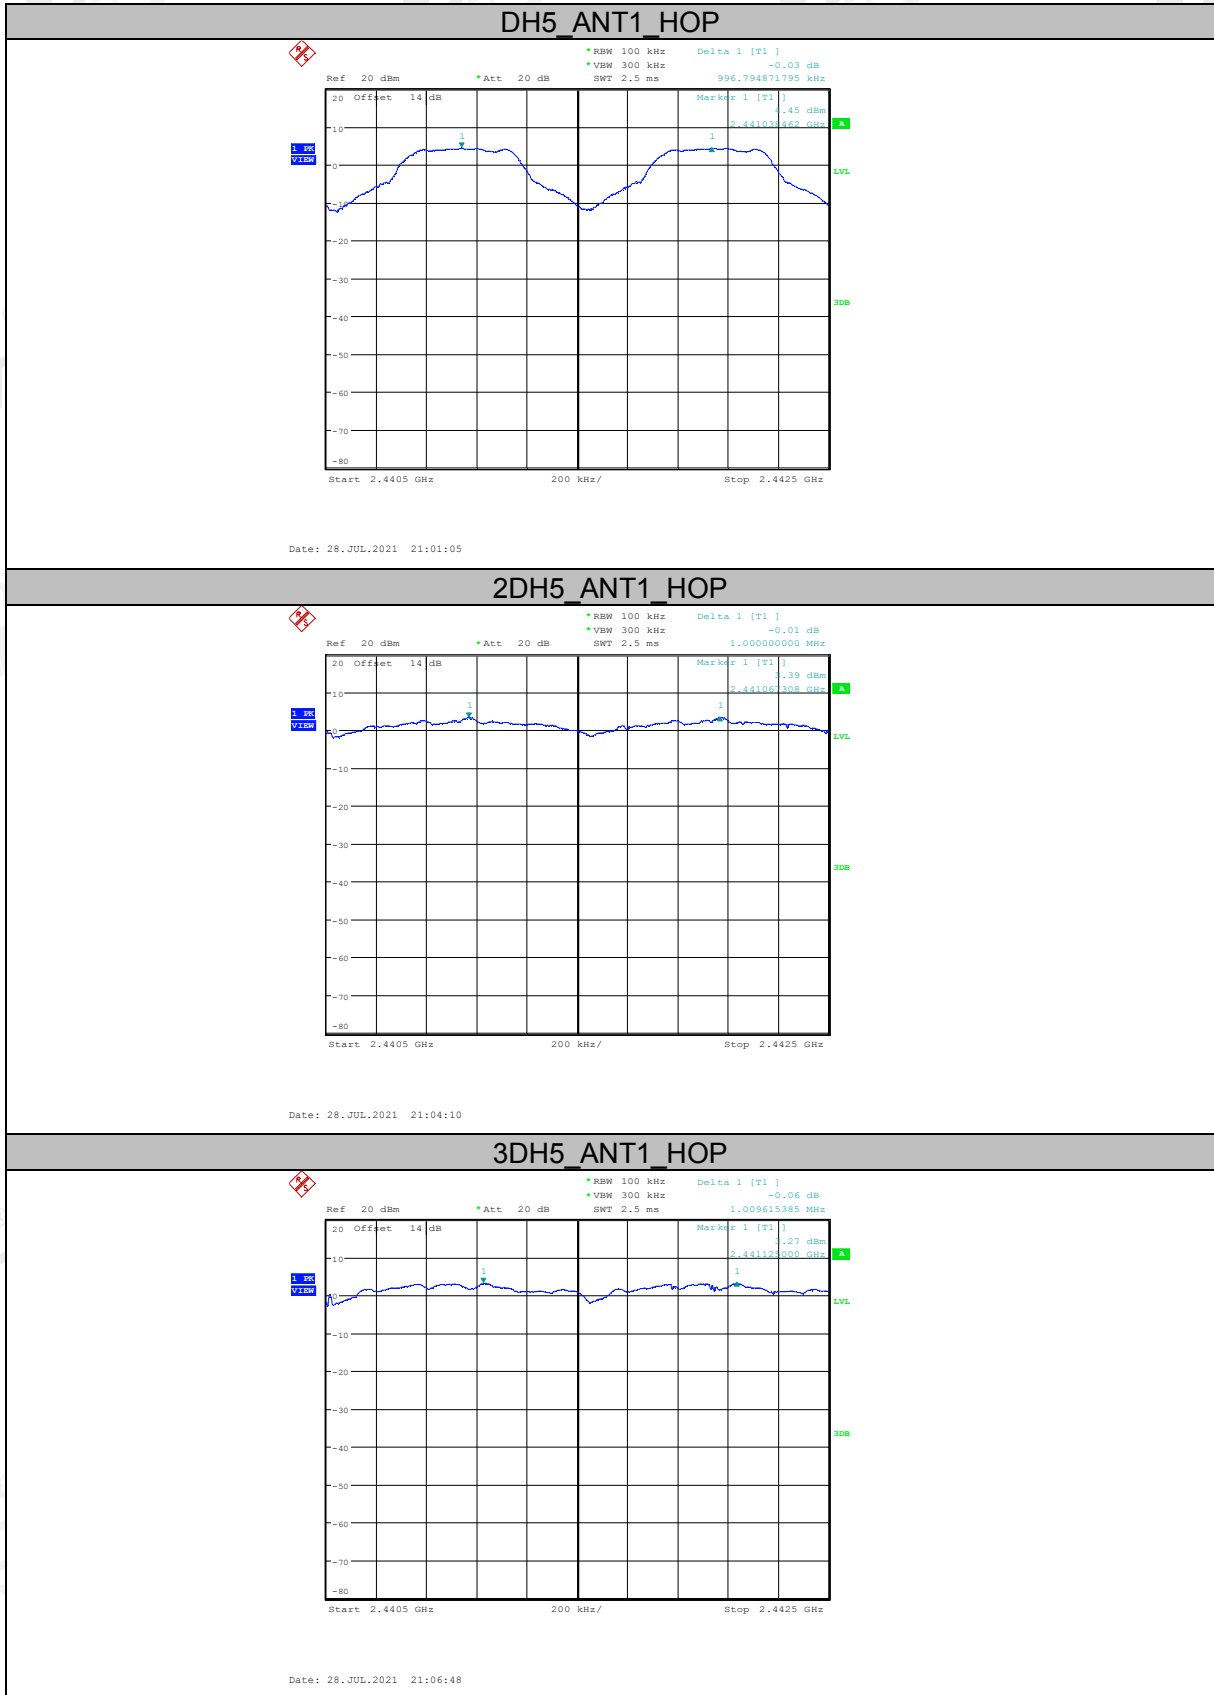 DH5_ANT1_HOP
*RBW 100 kHz Delta 1 [T1 ]
*VBW 300 kHz -0.03 dB
Ref 20 dBm *Att 20 dB SWT 2.5 ms 996.794871795 kHz
20 Offset 14 dB Marker 1 [T1 ]
4.45 dBm
2.441038462 GHz A
10
1 1
1 PK
VIEW
0
LVL
-10
-20
-30
3DB
-40
-50
-60
-70
-80
Start 2.4405 GHz 200 kHz/ Stop 2.4425 GHz
Date: 28.JUL.2021 21:01:05
2DH5_ANT1_HOP
*RBW 100 kHz Delta 1 [T1 ]
*VBW 300 kHz -0.01 dB
Ref 20 dBm *Att 20 dB SWT 2.5 ms 1.000000000 MHz
20 Offset 14 dB Marker 1 [T1 ]
3.39 dBm
2.441067308 GHz A
10
1 1
1 PK
VIEW
0
LVL
-10
-20
-30
3DB
-40
-50
-60
-70
-80
Start 2.4405 GHz 200 kHz/ Stop 2.4425 GHz
Date: 28.JUL.2021 21:04:10
3DH5_ANT1_HOP
*RBW 100 kHz Delta 1 [T1 ]
*VBW 300 kHz -0.06 dB
Ref 20 dBm *Att 20 dB SWT 2.5 ms 1.009615385 MHz
20 Offset 14 dB Marker 1 [T1 ]
3.27 dBm
2.441125000 GHz A
10
1 1
1 PK
VIEW
0
LVL
-10
-20
-30
3DB
-40
-50
-60
-70
-80
Start 2.4405 GHz 200 kHz/ Stop 2.4425 GHz
Date: 28.JUL.2021 21:06:48